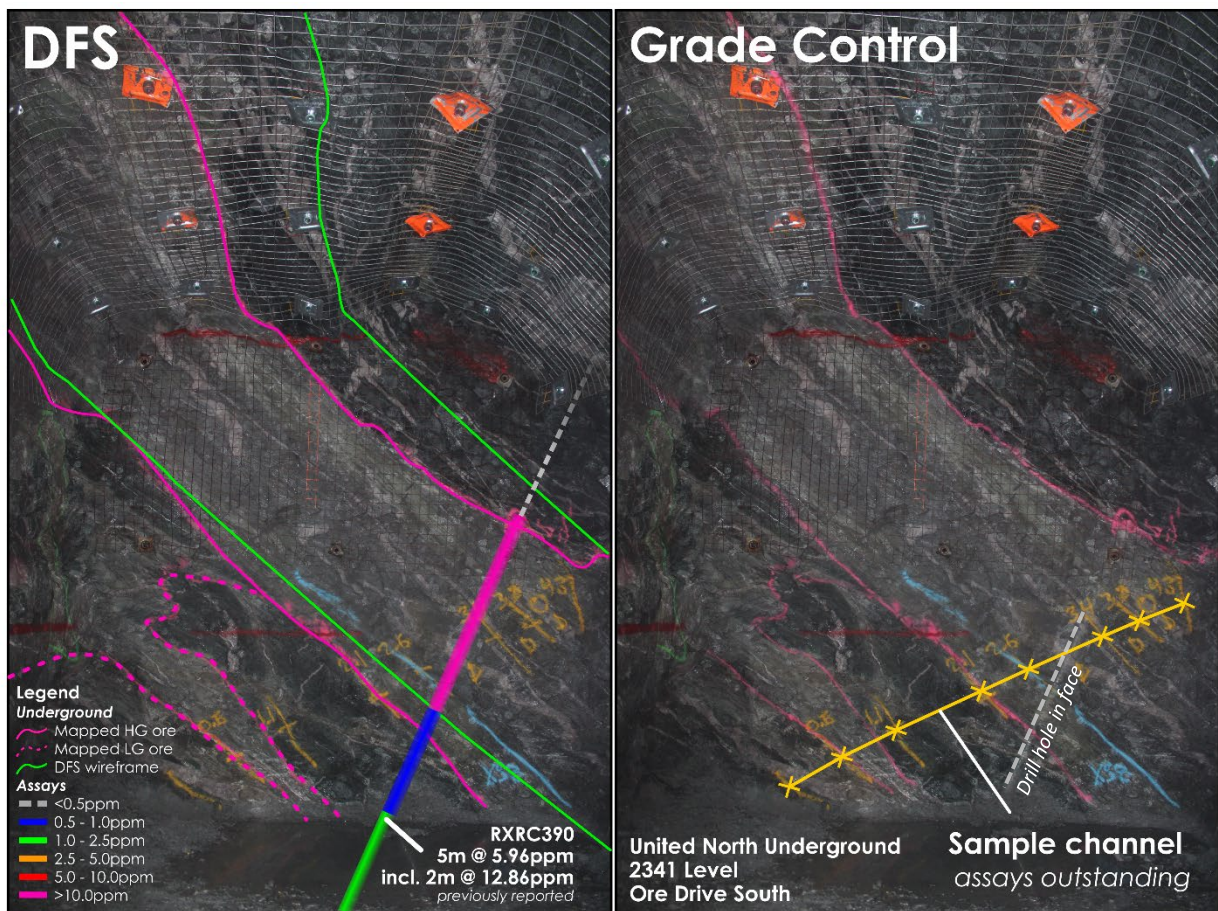 DFS
Legend
Underground
Mapped HG ore
Mapped LG ore
DFS wireframe
Assays
<0.5ppm
0.5 - 1.0ppm
1.0 - 2.5ppm
2.5 - 5.0ppm
5.0 - 10.0ppm
>10.0ppm
RXRC390
5m @ 5.96ppm
incl. 2m @ 12.86ppm
previously reported
Grade Control
Drill hole in face
United North Underground
2341 Level
Ore Drive South
Sample channel
assays outstanding